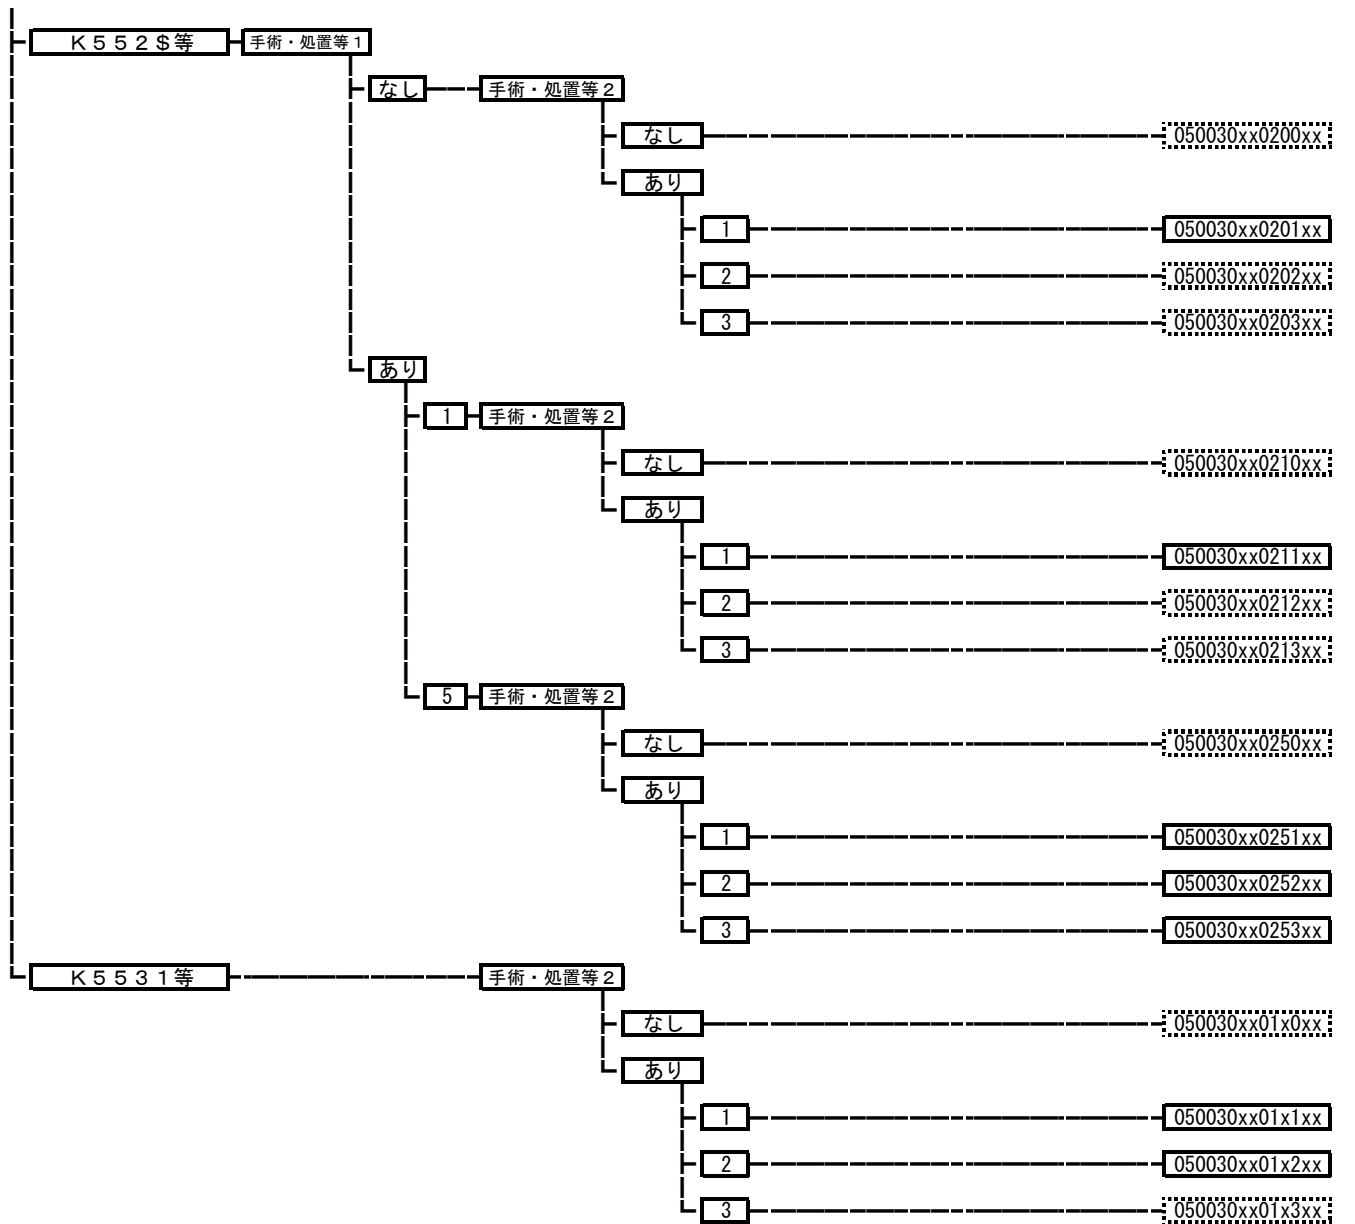 K552$等 手術・処置等1
なし 手術・処置等2
なし 050030xx0200xx
あり
1 050030xx0201xx
2 050030xx0202xx
3 050030xx0203xx
あり
1 手術・処置等2
なし 050030xx0210xx
あり
1 050030xx0211xx
2 050030xx0212xx
3 050030xx0213xx
5 手術・処置等2
なし 050030xx0250xx
あり
1 050030xx0251xx
2 050030xx0252xx
3 050030xx0253xx
K5531等 手術・処置等2
なし 050030xx01x0xx
あり
1 050030xx01x1xx
2 050030xx01x2xx
3 050030xx01x3xx